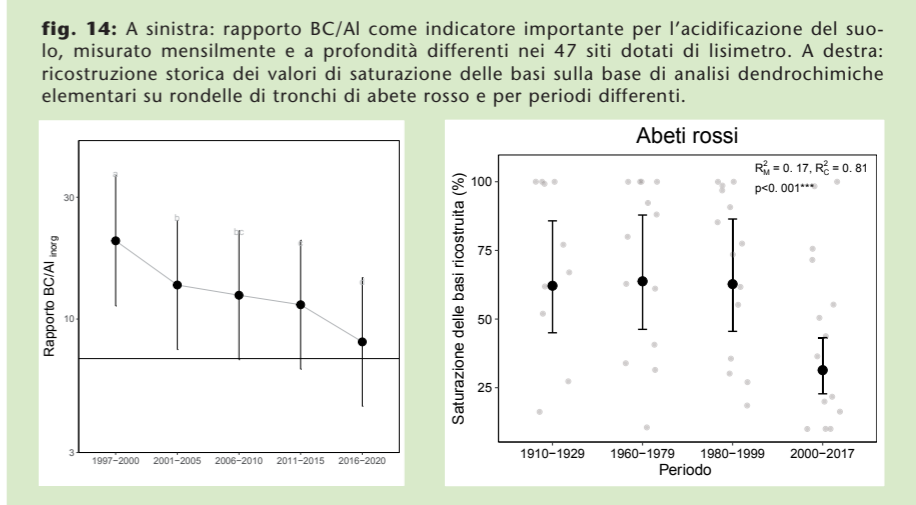 fig. 14: A sinistra: rapporto BC/Al come indicatore importante per l'acidificazione del suo-
lo, misurato mensilmente e a profondità differenti nei 47 siti dotati di lisimetro. A destra:
ricostruzione storica dei valori di saturazione delle basi sulla base di analisi dendrochimiche
elementari su rondelle di tronchi di abete rosso e per periodi differenti.
Rapporto BC/Al inorg
30
10
3
b
1997–2000 2001–2005 2006–2010 2011–2015 2016–2020
Abeti rossi
R²M = 0. 17, R²C = 0. 81
p<0. 001***
Saturazione delle basi ricostruita (%)
100
75
50
25
1910–1929 1960–1979 1980–1999 2000–2017
Periodo